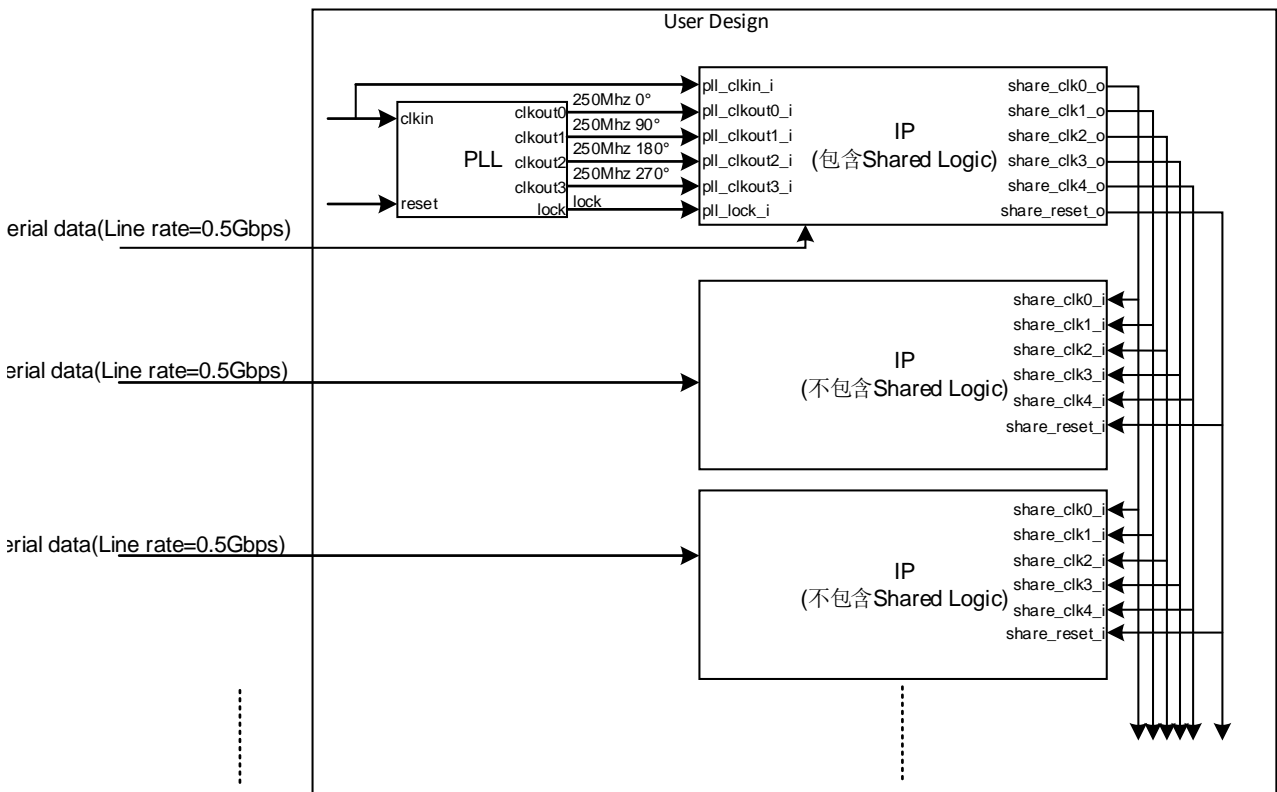 User Design
clkin
reset
PLL
clkout0
clkout1
clkout2
clkout3
lock
250Mhz 0°
250Mhz 90°
250Mhz 180°
250Mhz 270°
lock
pll_clkin_i
pll_clkout0_i
pll_clkout1_i
pll_clkout2_i
pll_clkout3_i
pll_lock_i
IP
(包含Shared Logic)
share_clk0_o
share_clk1_o
share_clk2_o
share_clk3_o
share_clk4_o
share_reset_o
erial data(Line rate=0.5Gbps)
share_clk0_i
share_clk1_i
share_clk2_i
share_clk3_i
share_clk4_i
share_reset_i
IP
(不包含Shared Logic)
erial data(Line rate=0.5Gbps)
share_clk0_i
share_clk1_i
share_clk2_i
share_clk3_i
share_clk4_i
share_reset_i
IP
(不包含Shared Logic)
erial data(Line rate=0.5Gbps)